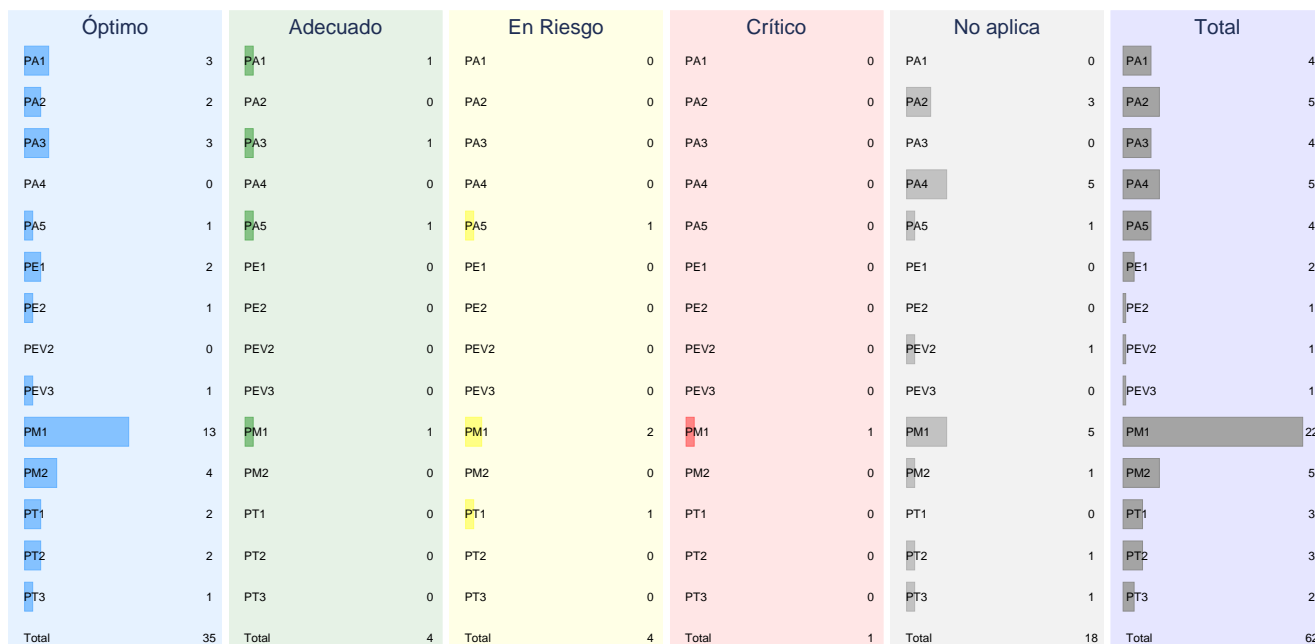 Óptimo Adecuado En Riesgo Crítico No aplica Total
PA1 3 PA1 1 PA1 0 PA1 0 PA1 0 PA1 4
PA2 2 PA2 0 PA2 0 PA2 0 PA2 3 PA2 5
PA3 3 PA3 1 PA3 0 PA3 0 PA3 0 PA3 4
PA4 0 PA4 0 PA4 0 PA4 0 PA4 5 PA4 5
PA5 1 PA5 1 PA5 1 PA5 0 PA5 1 PA5 4
PE1 2 PE1 0 PE1 0 PE1 0 PE1 0 PE1 2
PE2 1 PE2 0 PE2 0 PE2 0 PE2 0 PE2 1
PEV2 0 PEV2 0 PEV2 0 PEV2 0 PEV2 1 PEV2 1
PEV3 1 PEV3 0 PEV3 0 PEV3 0 PEV3 0 PEV3 1
PM1 13 PM1 1 PM1 2 PM1 1 PM1 5 PM1 22
PM2 4 PM2 0 PM2 0 PM2 0 PM2 1 PM2 5
PT1 2 PT1 0 PT1 1 PT1 0 PT1 0 PT1 3
PT2 2 PT2 0 PT2 0 PT2 0 PT2 1 PT2 3
PT3 1 PT3 0 PT3 0 PT3 0 PT3 1 PT3 2
Total 35 Total 4 Total 4 Total 1 Total 18 Total 62